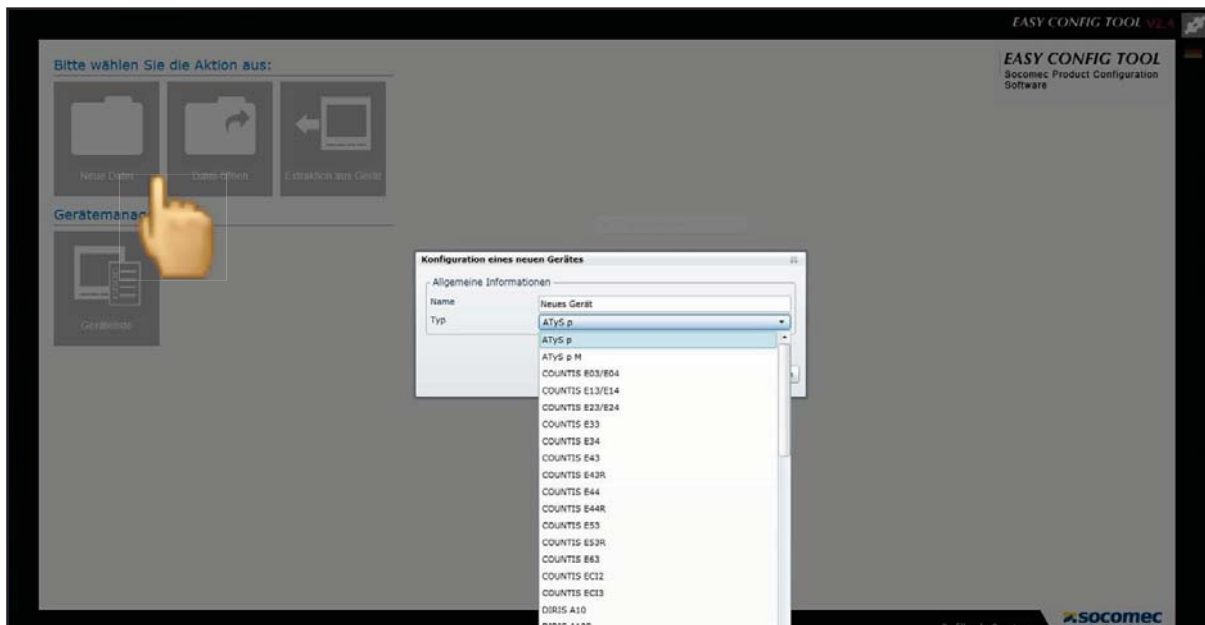 EASY CONFIG TOOL V2.4
EASY CONFIG TOOL
Socomec Product Configuration
Software
Bitte wählen Sie die Aktion aus:
Neue Datei
Datei öffnen
Extraktion aus Gerät
Gerätemanag
Geräteliste
Konfiguration eines neuen Gerätes
Allgemeine Informationen
Name
Neues Gerät
Typ
ATyS p
ATyS p
ATyS p M
COUNTIS E03/E04
COUNTIS E13/E14
COUNTIS E23/E24
COUNTIS E33
COUNTIS E34
COUNTIS E43
COUNTIS E43R
COUNTIS E44
COUNTIS E44R
COUNTIS E53
COUNTIS E53R
COUNTIS E63
COUNTIS ECI2
COUNTIS ECI3
DIRIS A10
socomec